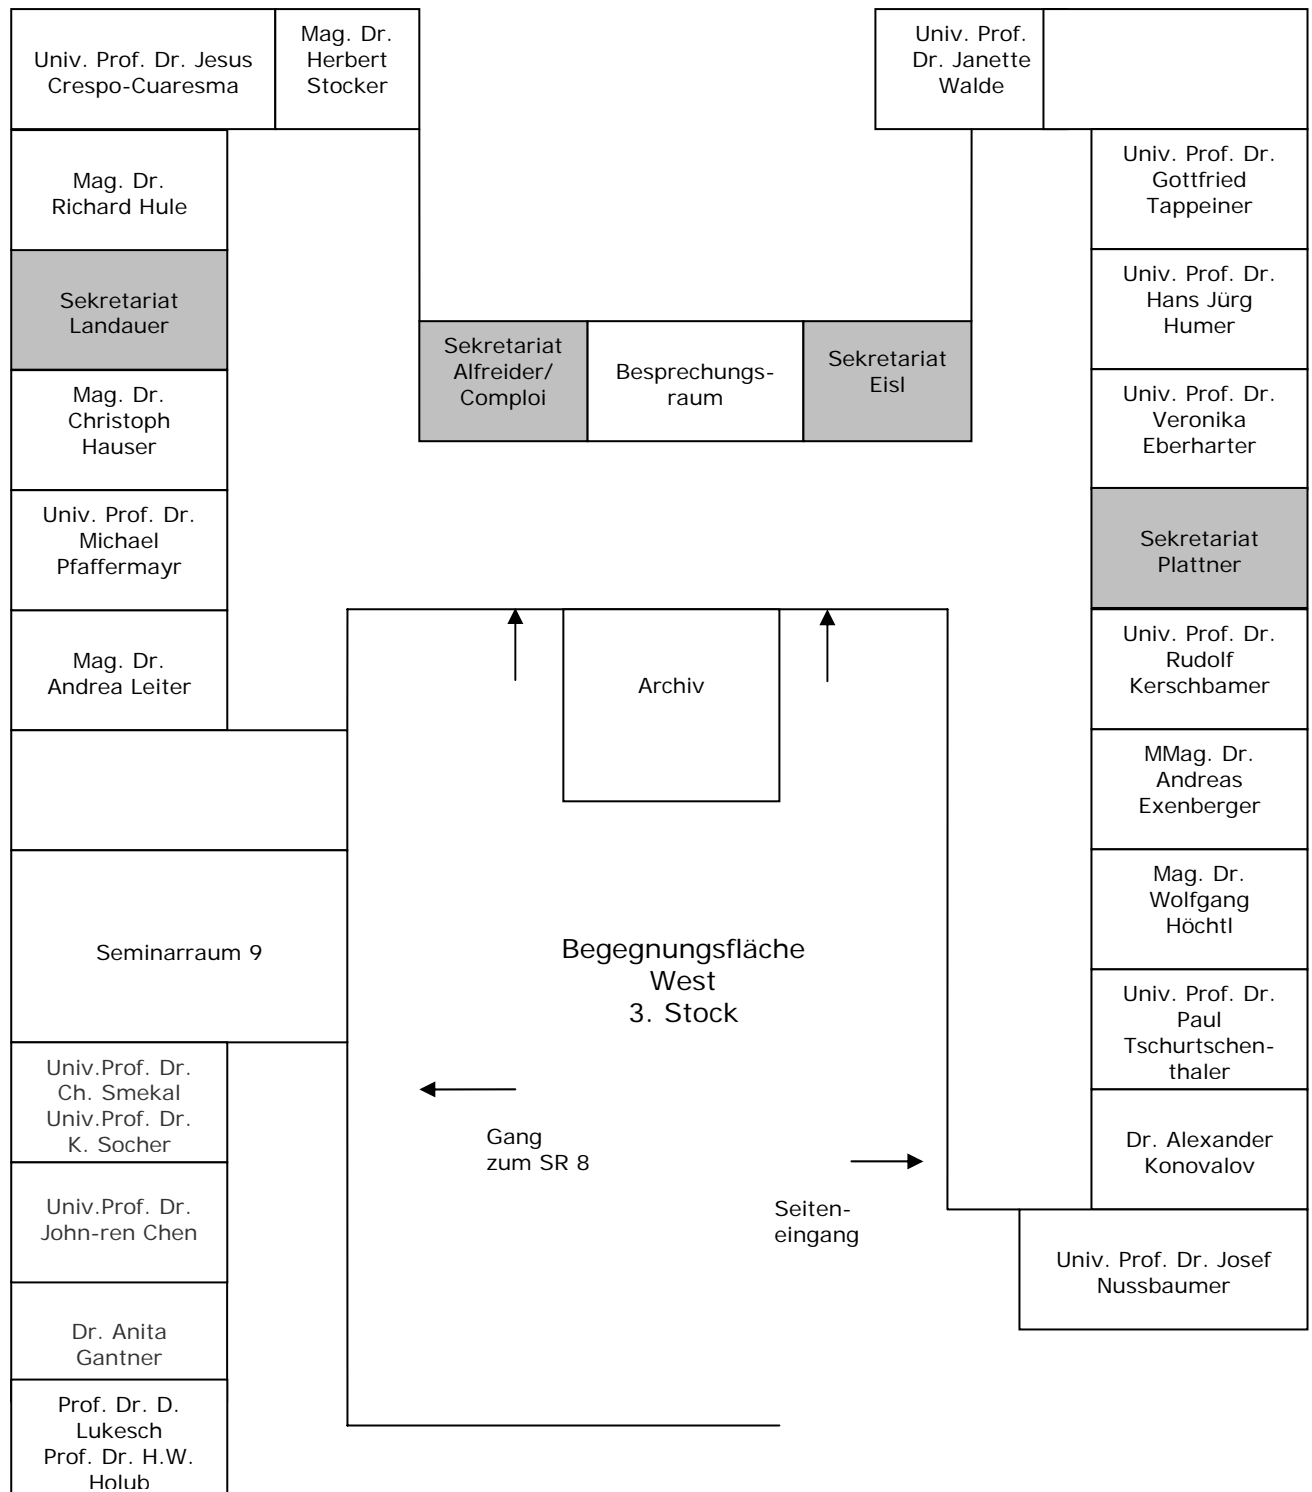 Univ. Prof. Dr. Jesus
Crespo-Cuaresma
Mag. Dr.
Herbert
Stocker
Univ. Prof.
Dr. Janette
Walde
Mag. Dr.
Richard Hule
Univ. Prof. Dr.
Gottfried
Tappeiner
Sekretariat
Landauer
Univ. Prof. Dr.
Hans Jürg
Humer
Sekretariat
Alfreider/
Comploi
Besprechungs-
raum
Sekretariat
Eisl
Mag. Dr.
Christoph
Hauser
Univ. Prof. Dr.
Veronika
Eberharter
Univ. Prof. Dr.
Michael
Pfaffermayr
Sekretariat
Plattner
Mag. Dr.
Andrea Leiter
Archiv
Univ. Prof. Dr.
Rudolf
Kerschbamer
MMag. Dr.
Andreas
Exenberger
Seminarraum 9
Begegnungsfläche
West
3. Stock
Mag. Dr.
Wolfgang
Höchtl
Univ. Prof. Dr.
Paul
Tschurtschen-
thaler
Univ.Prof. Dr.
Ch. Smekal
Univ.Prof. Dr.
K. Socher
Gang
zum SR 8
Dr. Alexander
Konovalov
Univ.Prof. Dr.
John-ren Chen
Seiten-
eingang
Univ. Prof. Dr. Josef
Nussbaumer
Dr. Anita
Gantner
Prof. Dr. D.
Lukesch
Prof. Dr. H.W.
Holub